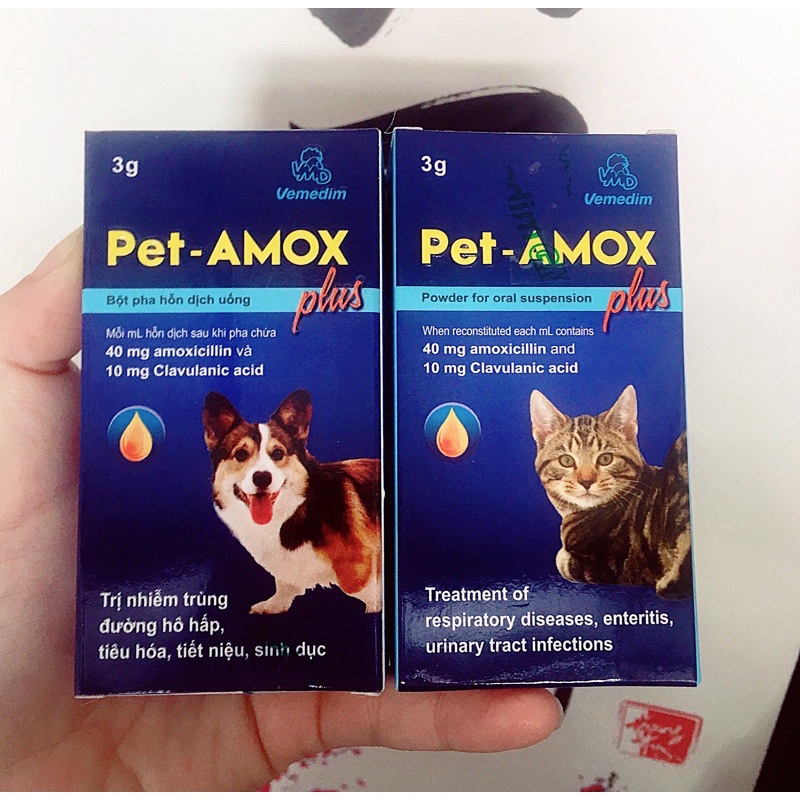 3g
VMD
Vemedim
Pet-AMOX
plus
Bột pha hỗn dịch uống
Mỗi mL hỗn dịch sau khi pha chứa
40 mg amoxicillin và
10 mg Clavulanic acid
Trị nhiễm trùng
đường hô hấp,
tiêu hóa, tiết niệu, sinh dục
3g
VMD
Vemedim
Pet-AMOX
plus
Powder for oral suspension
When reconstituted each mL contains
40 mg amoxicillin and
10 mg Clavulanic acid
Treatment of
respiratory diseases, enteritis,
urinary tract infections